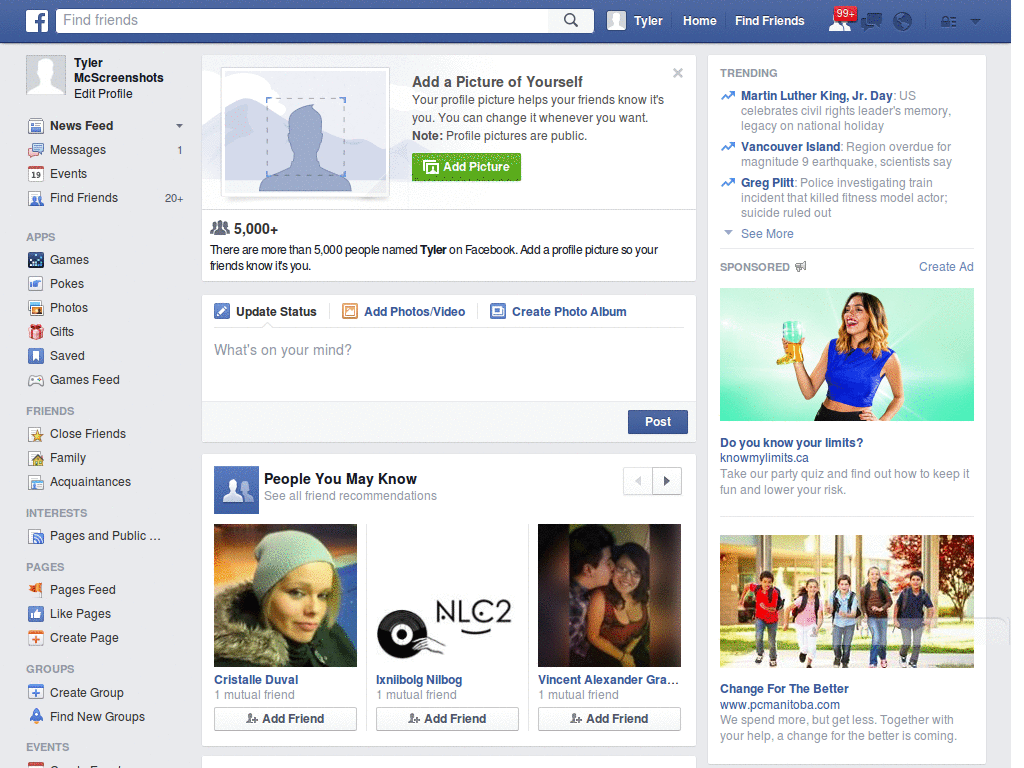 Find friends
Tyler
Home
Find Friends
99+
Tyler
McScreenshots
Edit Profile
News Feed
Messages 1
19 Events
Find Friends 20+
APPS
Games
Pokes
Photos
Gifts
Saved
Games Feed
FRIENDS
Close Friends
Family
Acquaintances
INTERESTS
Pages and Public ...
PAGES
Pages Feed
Like Pages
Create Page
GROUPS
Create Group
Find New Groups
EVENTS
Add a Picture of Yourself
Your profile picture helps your friends know it's
you. You can change it whenever you want.
Note: Profile pictures are public.
Add Picture
5,000+
There are more than 5,000 people named Tyler on Facebook. Add a profile picture so your
friends know it's you.
Update Status
Add Photos/Video
Create Photo Album
What's on your mind?
Post
People You May Know
See all friend recommendations
NLC2
Cristalle Duval
1 mutual friend
Add Friend
Ixniibolg Nilbog
1 mutual friend
Add Friend
Vincent Alexander Gra...
1 mutual friend
Add Friend
TRENDING
Martin Luther King, Jr. Day: US
celebrates civil rights leader's memory,
legacy on national holiday
Vancouver Island: Region overdue for
magnitude 9 earthquake, scientists say
Greg Plitt: Police investigating train
incident that killed fitness model actor;
suicide ruled out
See More
SPONSORED
Create Ad
Do you know your limits?
knowmylimits.ca
Take our party quiz and find out how to keep it
fun and lower your risk.
Change For The Better
www.pcmanitoba.com
We spend more, but get less. Together with
your help, a change for the better is coming.